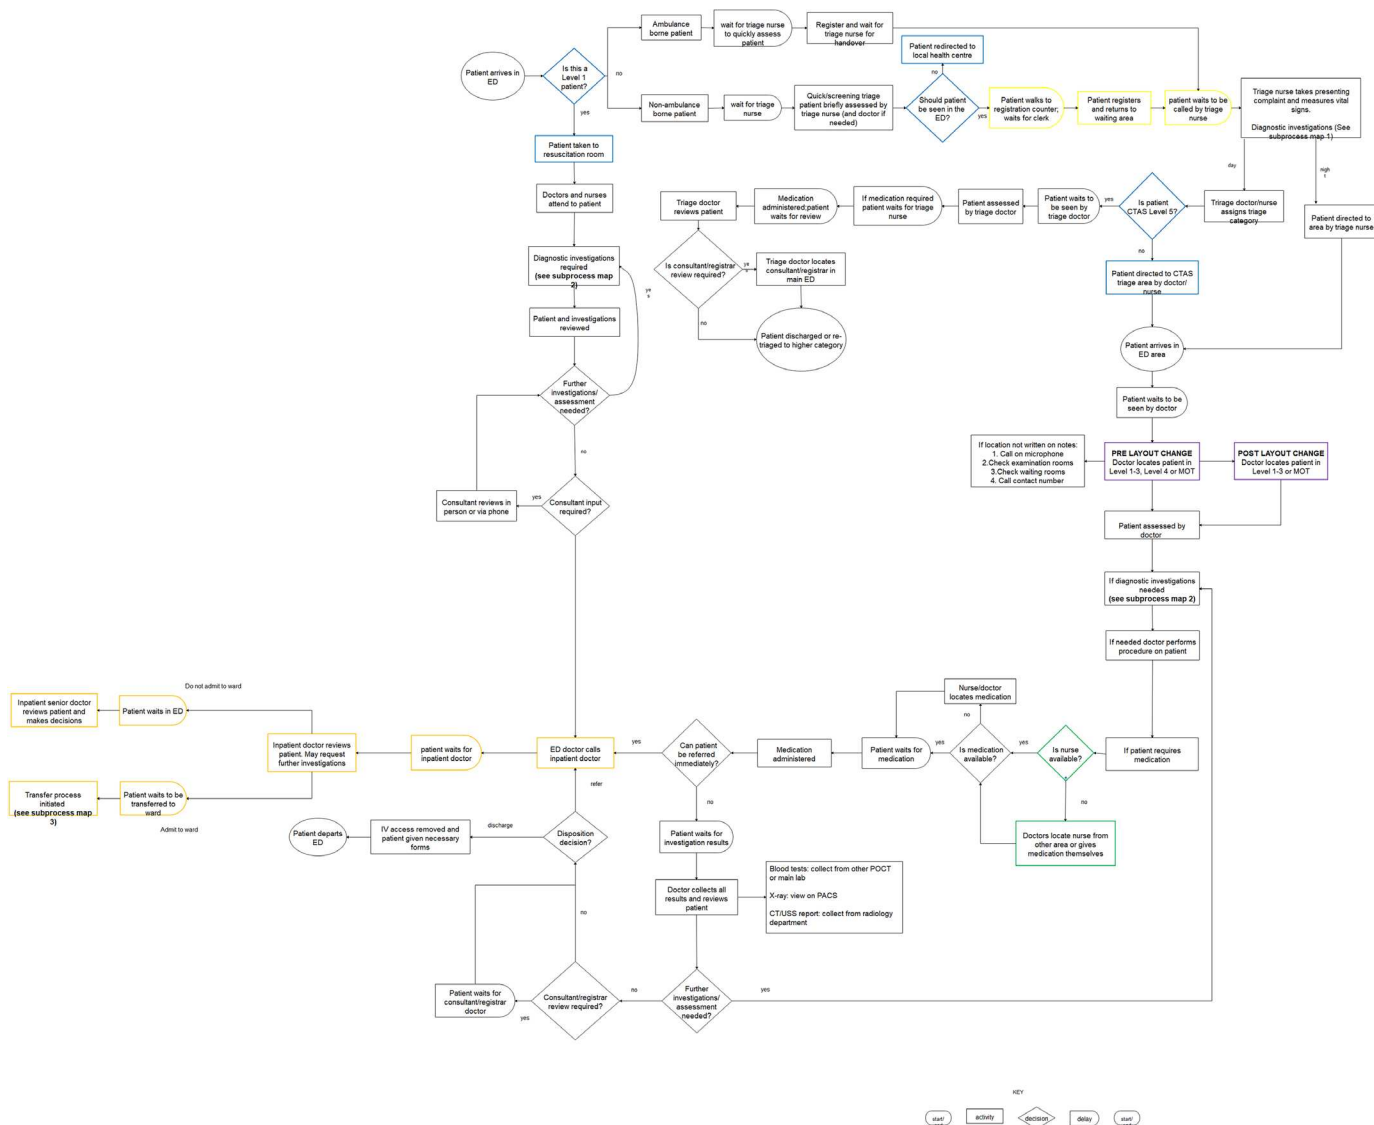 Patient arrives in
ED
Is this a
Level 1
patient?
no
yes
Ambulance
borne patient
wait for triage nurse
to quickly assess
patient
Register and wait for
triage nurse for
handover
Non-ambulance
borne patient
wait for triage
nurse
Quick/screening triage
patient briefly assessed by
triage nurse (and doctor if
needed)
Patient redirected to
local health centre
no
Should patient
be seen in the
ED?
yes
Patient walks to
registration counter,
waits for clerk
Patient registers
and returns to
waiting area
patient waits to be
called by triage
nurse
Triage nurse takes presenting
complaint and measures vital
signs.
Diagnostic investigations (See
subprocess map 1)
day
nigh
t
Patient directed to
area by triage nurse
Trirage doctor/nurse
assigns triage
category
Is patient
CTAS Level 5?
yes
no
Patient waits to
be seen by
triage doctor
Patient assessed
by triage doctor
If medication required
patient waits for triage
nurse
Medication
administered;patient
waits for review
Triage doctor
reviews patient
Is consultant/registrar
review required?
ye
s
no
Triage doctor locates
consultant/registrar in
main ED
Patient discharged or re-
triaged to higher category
Patient directed to CTAS
triage area by doctor/
nurse
Patient arrives in
ED area
Patient waits to be
seen by doctor
If location not written on notes:
1. Call on microphone
2.Check examination rooms
3.Check waiting rooms
4. Call contact number
PRE LAYOUT CHANGE
Doctor locates patient in
Level 1-3, Level 4 or MOT
POST LAYOUT CHANGE
Doctor locates patient in
Level 1-3 or MOT
Patient assessed by
doctor
If diagnostic investigations
needed
(see subprocess map 2)
If needed doctor performs
procedure on patient
If patient requires
medication
Is nurse
available?
yes
no
Doctors locate nurse from
other area or gives
medication themselves
Is medication
available?
no
yes
Nurse/doctor
locates medication
Patient waits for
medication
Medication
administered
Can patient
be referred
immediately?
yes
no
Patient waits for
investigation results
Doctor collects all
results and reviews
patient
Blood tests: collect from other POCT
or main lab
X-ray: view on PACS
CT/USS report: collect from radiology
department
Further
investigations/
assessment
needed?
yes
no
Consultant/registrar
review required?
yes
no
Patient waits for
consultant/registrar
doctor
Disposition
decision?
refer
discharge
IV access removed and
patient given necessary
forms
Patient departs
ED
Patient taken to
resuscitation room
Doctors and nurses
attend to patient
Diagnostic investigations
required
(see subprocess map
2)
Patient and investigations
reviewed
Further
investigations/
assessment
needed?
ye
s
no
Consultant input
required?
yes
Consultant reviews in
person or via phone
ED doctor calls
inpatient doctor
patient waits for
inpatient doctor
Inpatient doctor reviews
patient. May request
further investigations
Do not admit to ward
Patient waits in ED
Inpatient senior doctor
reviews patient and
makes decisions
Admit to ward
Patient waits to be
transferred to
ward
Transfer process
initiated
(see subprocess map
3)
KEY
start/
activity
decision
delay
start/